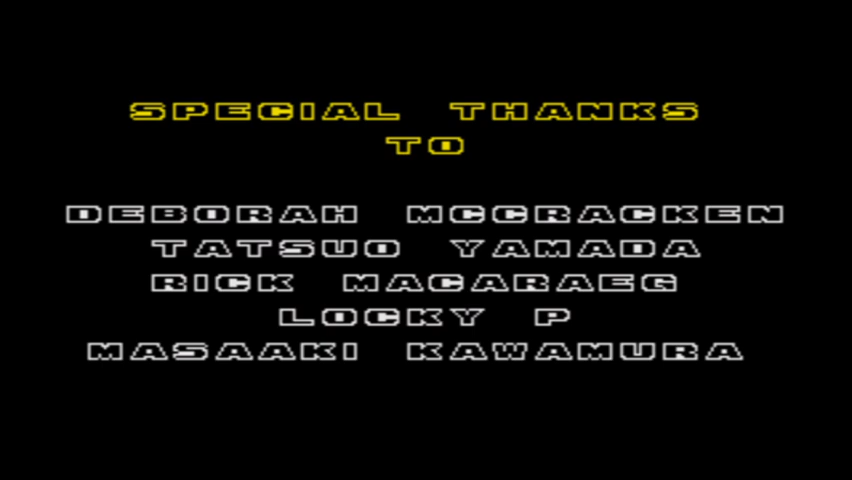 SPECIAL THANKS
TO
DEBORAH MCCRACKEN
TATSUO YAMADA
RICK MACARAEG
LOCKY P
MASAAKI KAWAMURA